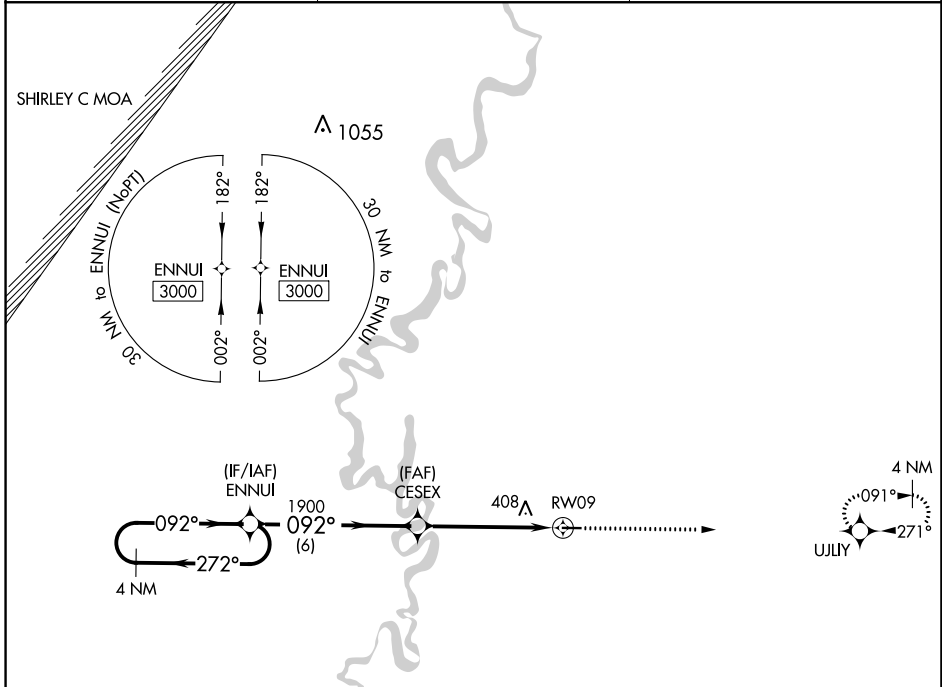 SHIRLEY C MOA
1055
30 NM to ENNUI (NoPT)
182°
182°
30 NM to ENNUI
ENNUI
3000
ENNUI
3000
002°
002°
(IF/IAF)
ENNUI
092°
272°
4 NM
1900
092°
(6)
(FAF)
CESEX
408
RW09
4 NM
091°
271°
UJLIY